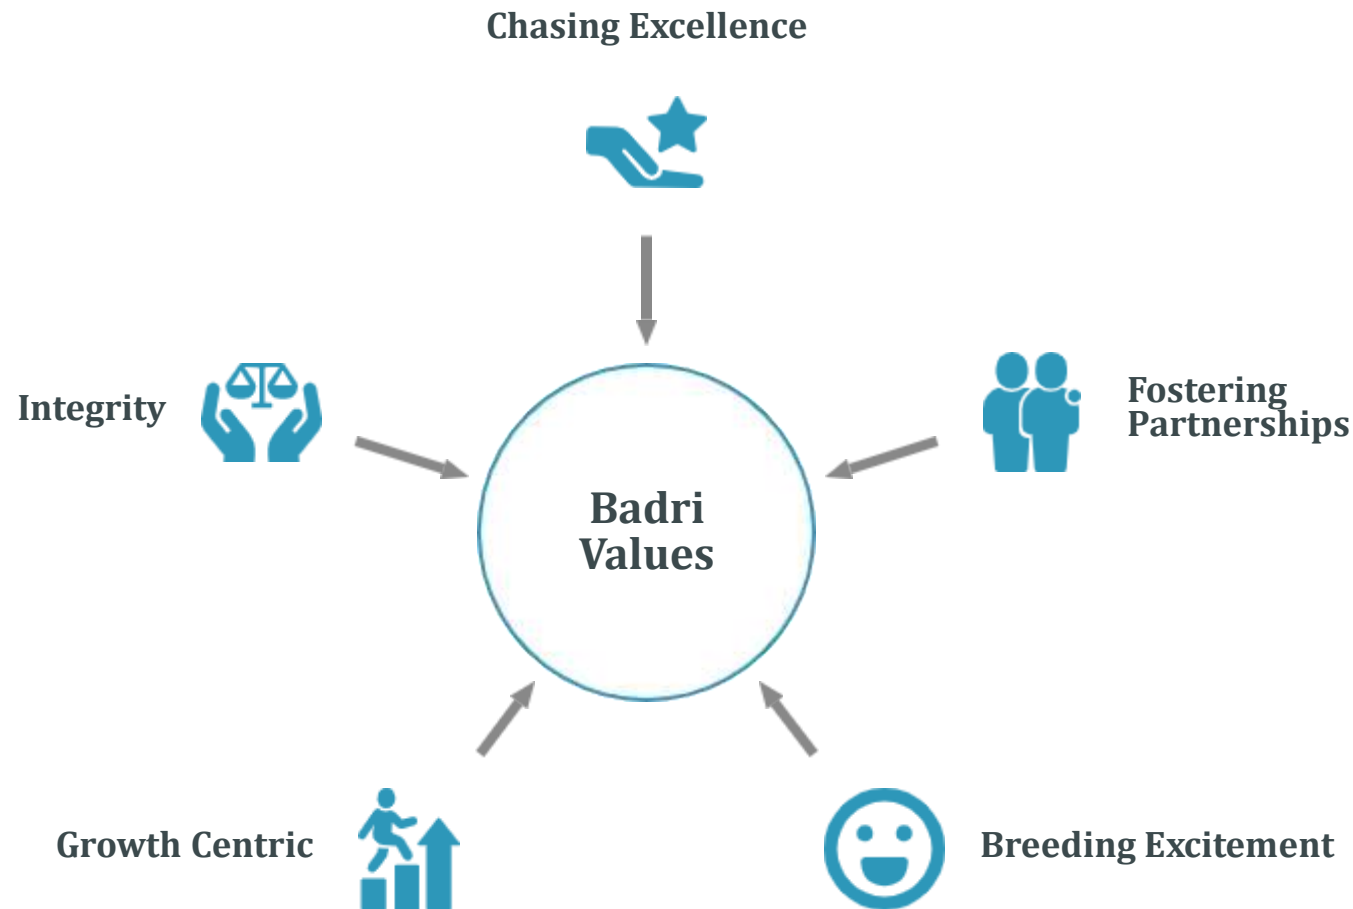 Chasing Excellence
Integrity
Fostering
Partnerships
Badri
Values
Growth Centric
Breeding Excitement